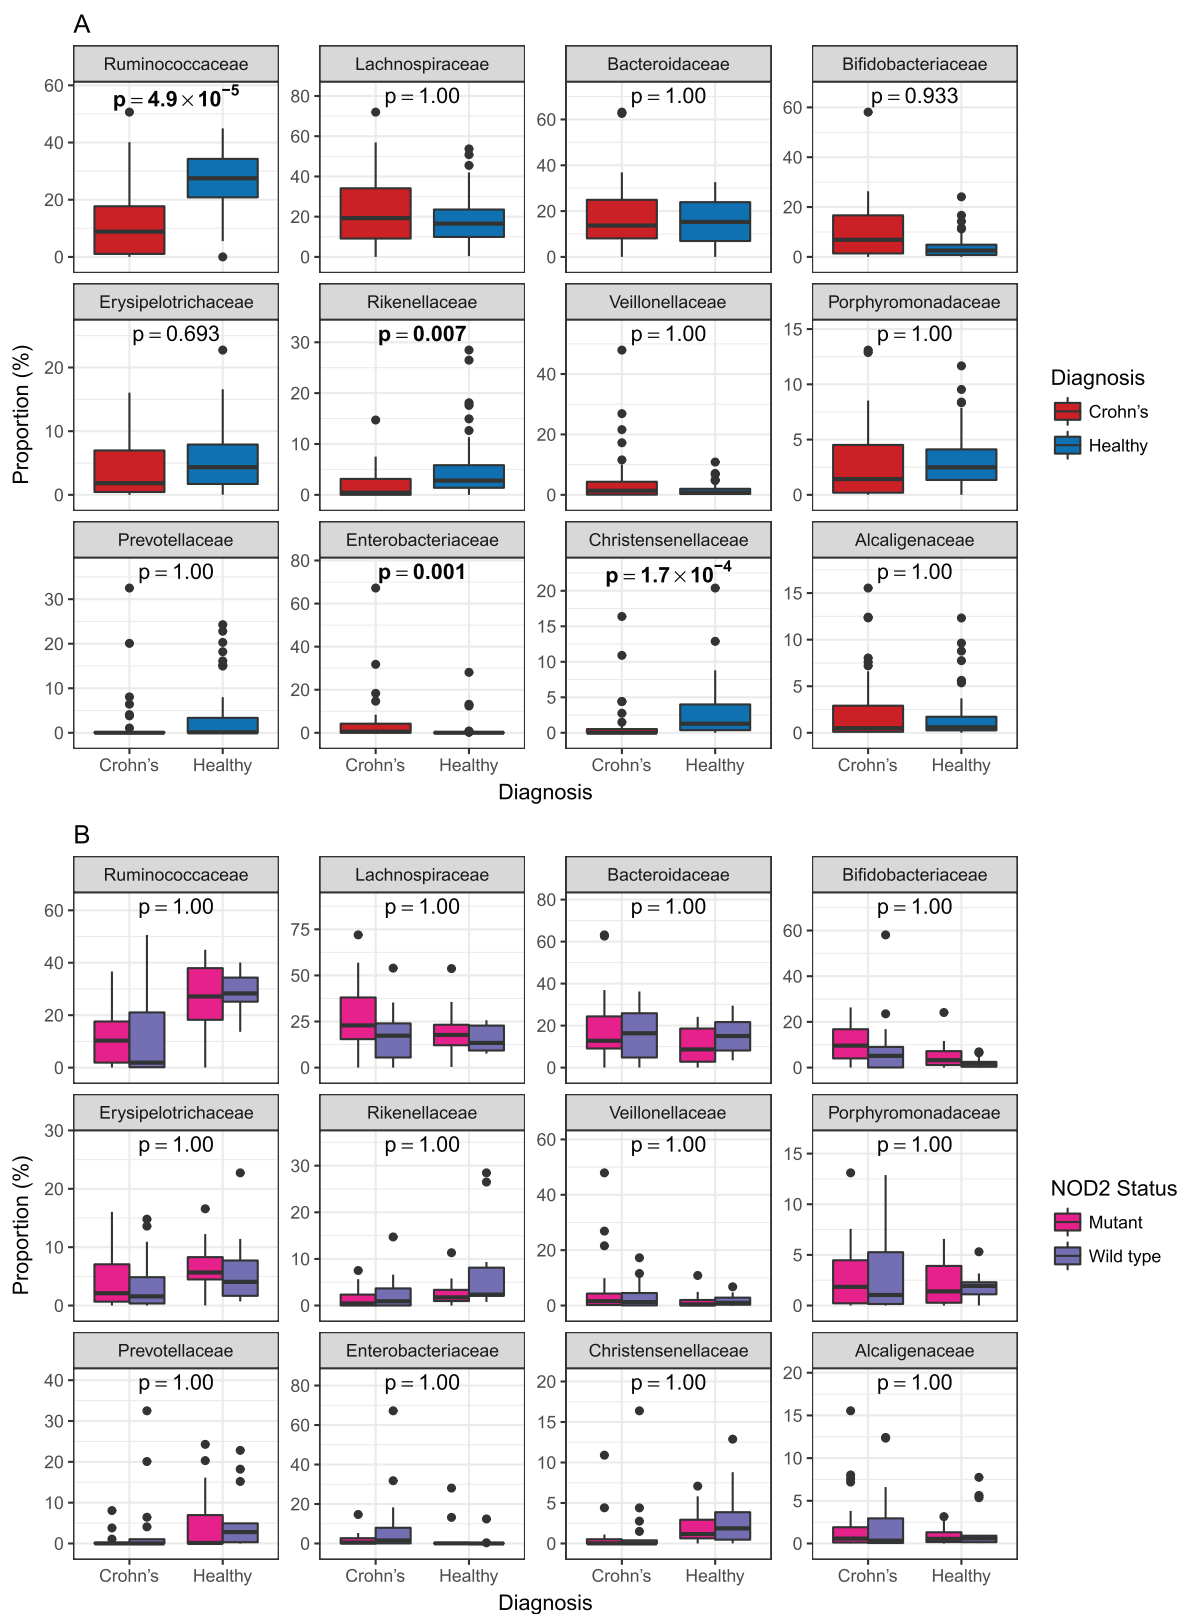 A
Ruminococcaceae Lachnospiraceae Bacteroidaceae Bifidobacteriaceae
p = 4.9 × 10⁻⁵ p = 1.00 p = 1.00 p = 0.933
60 40 20 0
80 60 40 20 0
60 40 20 0
60 40 20 0
Erysipelotrichaceae Rikenellaceae Veillonellaceae Porphyromonadaceae
p = 0.693 p = 0.007 p = 1.00 p = 1.00
20 10 0
30 20 10 0
40 20 0
15 10 5 0
Proportion (%)
Diagnosis
Crohn's
Healthy
Prevotellaceae Enterobacteriaceae Christensenellaceae Alcaligenaceae
p = 1.00 p = 0.001 p = 1.7 × 10⁻⁴ p = 1.00
30 20 10 0
80 60 40 20 0
20 15 10 5 0
15 10 5 0
Crohn's Healthy Crohn's Healthy Crohn's Healthy Crohn's Healthy
Diagnosis
B
Ruminococcaceae Lachnospiraceae Bacteroidaceae Bifidobacteriaceae
p = 1.00 p = 1.00 p = 1.00 p = 1.00
60 40 20 0
75 50 25 0
80 60 40 20 0
60 40 20 0
Erysipelotrichaceae Rikenellaceae Veillonellaceae Porphyromonadaceae
p = 1.00 p = 1.00 p = 1.00 p = 1.00
30 20 10 0
30 20 10 0
60 40 20 0
15 10 5 0
Proportion (%)
NOD2 Status
Mutant
Wild type
Prevotellaceae Enterobacteriaceae Christensenellaceae Alcaligenaceae
p = 1.00 p = 1.00 p = 1.00 p = 1.00
40 30 20 10 0
80 60 40 20 0
20 15 10 5 0
20 15 10 5 0
Crohn's Healthy Crohn's Healthy Crohn's Healthy Crohn's Healthy
Diagnosis